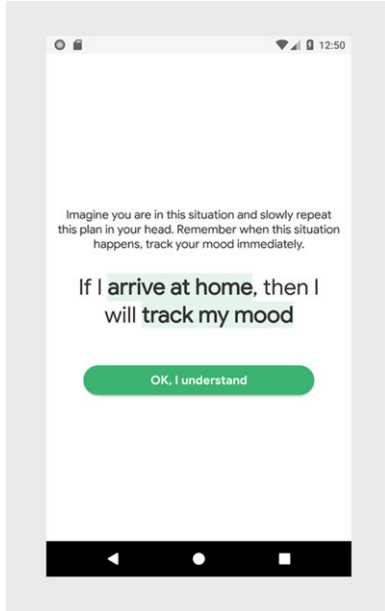 12:50
Imagine you are in this situation and slowly repeat
this plan in your head. Remember when this situation
happens, track your mood immediately.
If I arrive at home, then I
will track my mood
OK, I understand